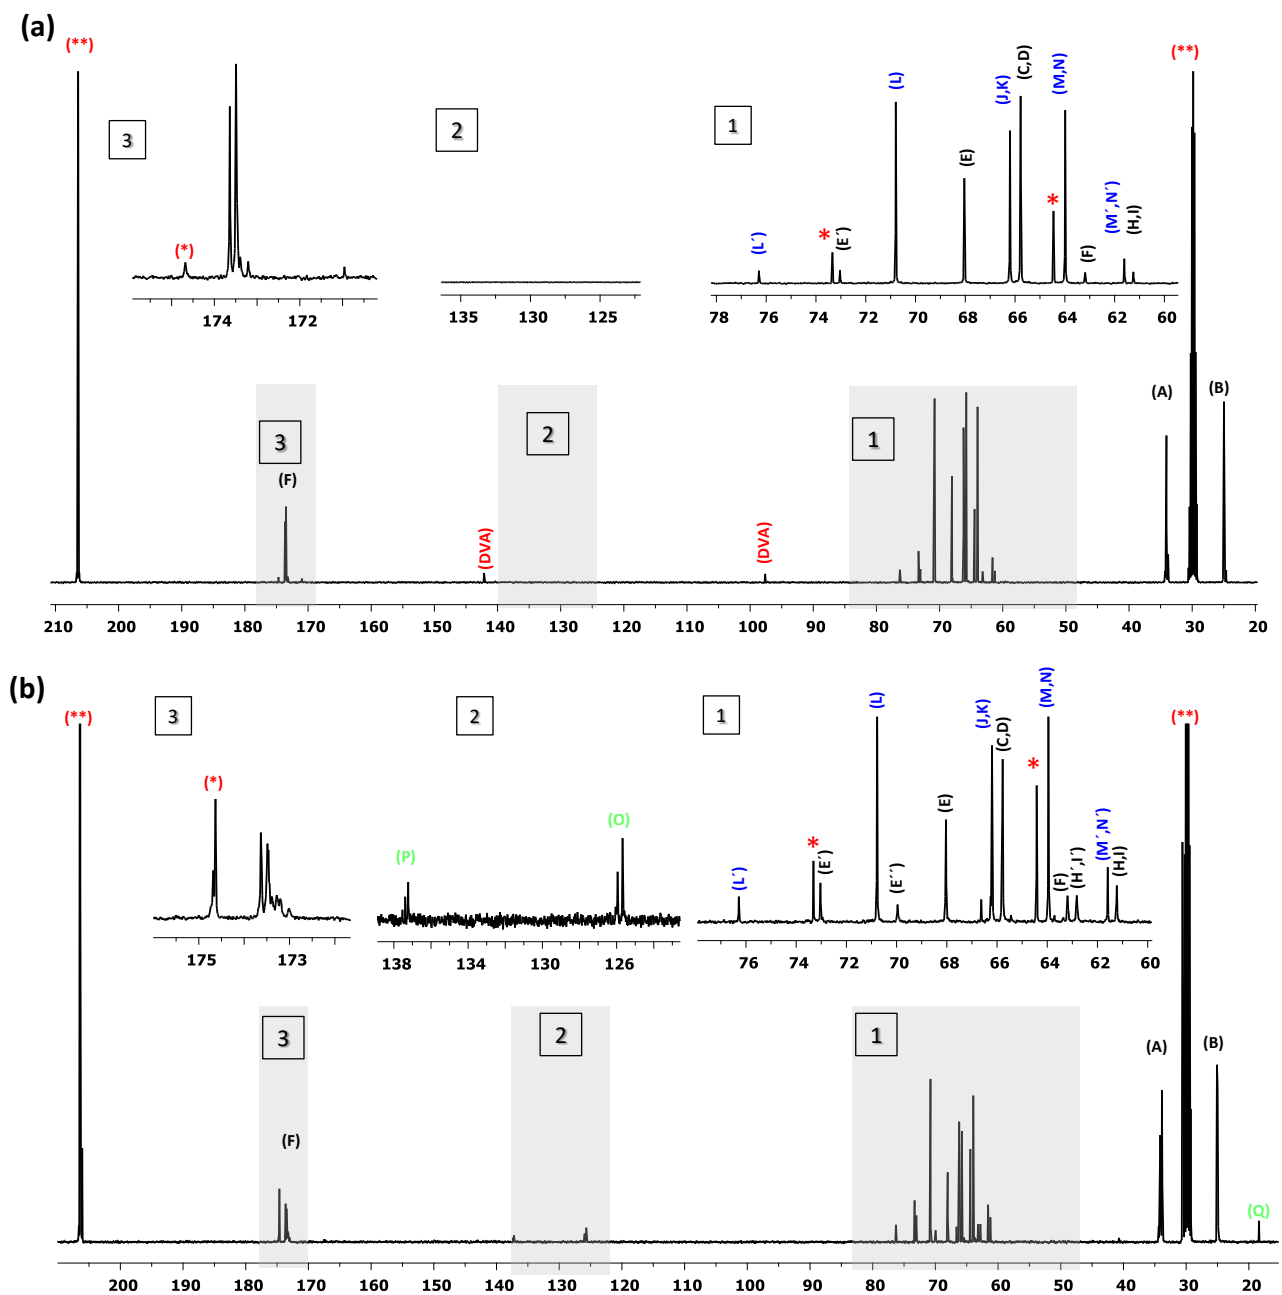 (a)
(**)
3
(*)
174 172
2
135 130 125
1
(L´)
*
(E´)
(L)
(E)
(J,K)
(C,D)
*
(M,N)
(F)
(M´,N´)
(H,I)
78 76 74 72 70 68 66 64 62 60
(**)
3
(F)
(DVA)
2
(DVA)
1
(A)
(B)
210 200 190 180 170 160 150 140 130 120 110 100 90 80 70 60 50 40 30 20
(b)
(**)
3
(*)
175 173
2
(P)
(O)
138 134 130 126
1
(L´)
*
(E´)
(L)
(E´´)
(E)
(J,K)
(C,D)
*
(M,N)
(F)
(H´,I´)
(M´,N´)
(H,I)
76 74 72 70 68 66 64 62 60
(**)
3
(F)
2
1
(A)
(B)
(Q)
200 190 180 170 160 150 140 130 120 110 100 90 80 70 60 50 40 30 20